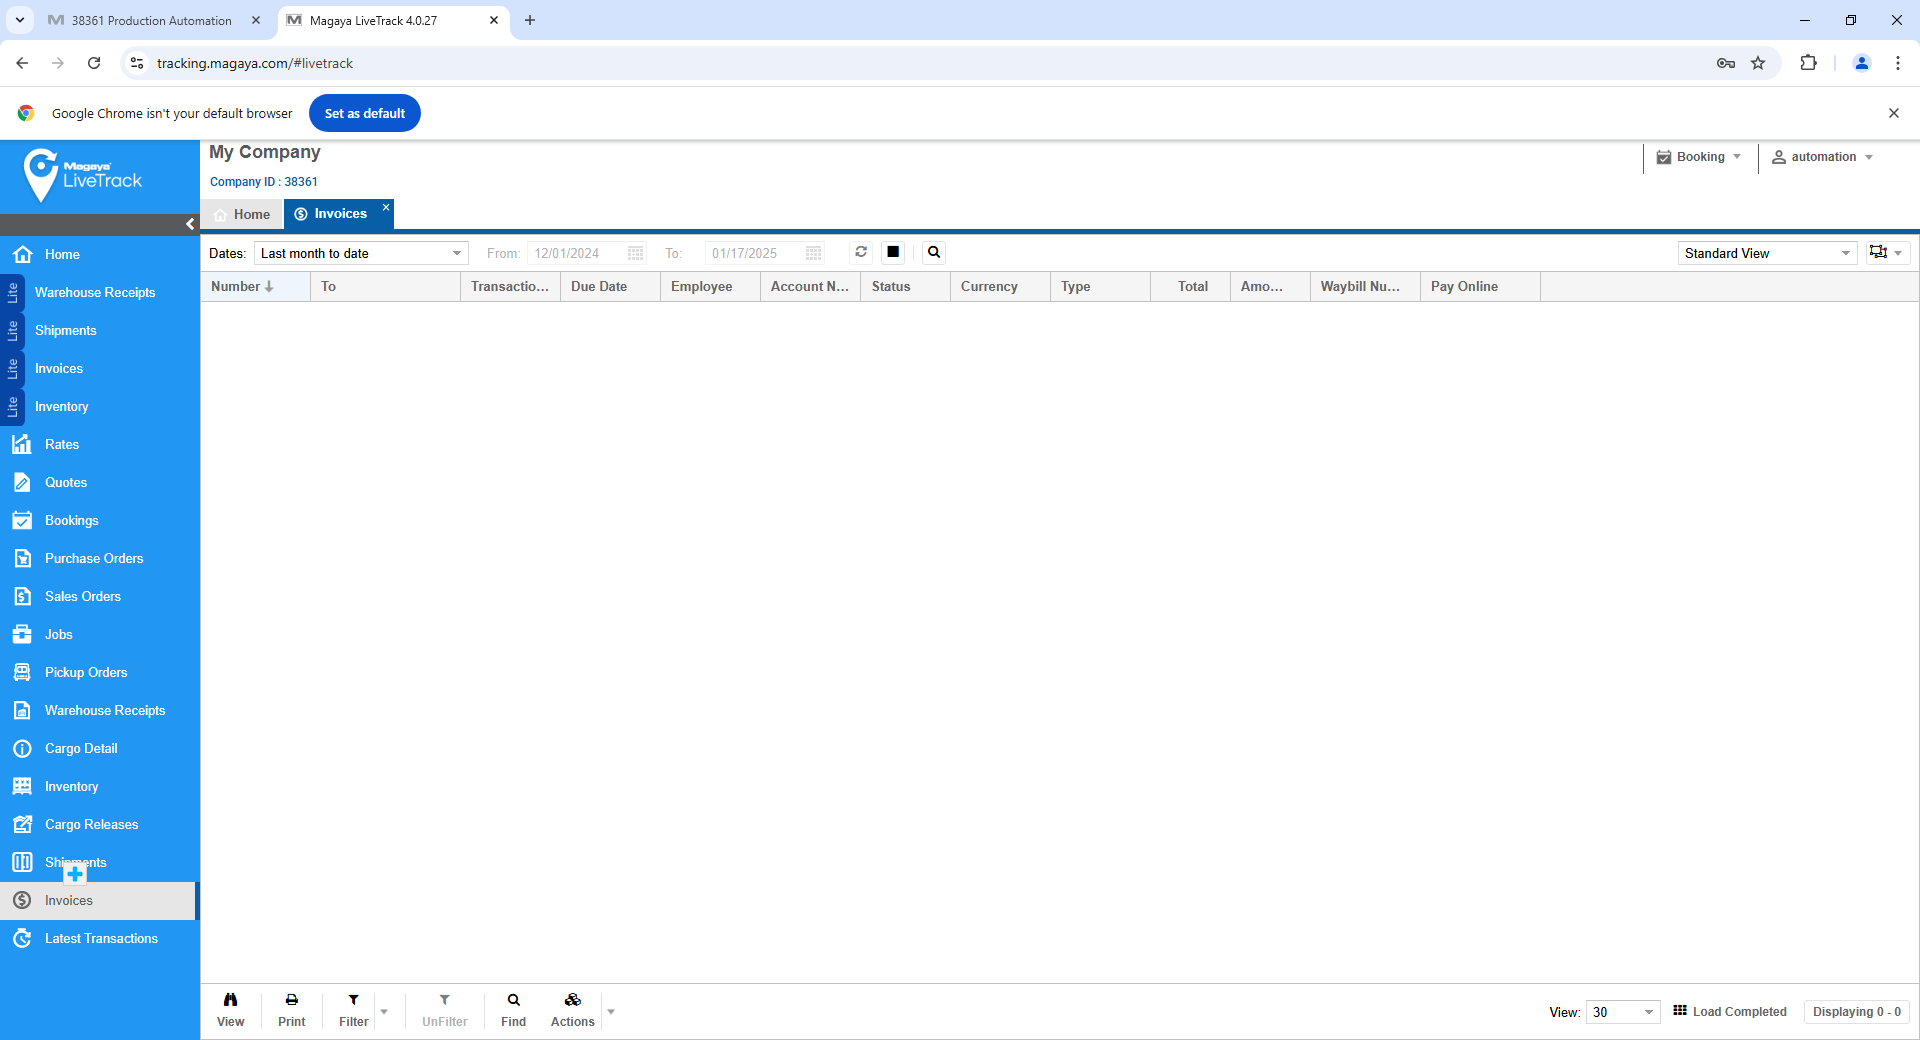 38361 Production Automation
Magaya LiveTrack 4.0.27
tracking.magaya.com/#livetrack
Google Chrome isn't your default browser
Set as default
Magaya
LiveTrack
My Company
Company ID : 38361
Booking
automation
Home
Invoices
Dates:
Last month to date
From:
12/01/2024
To:
01/17/2025
Standard View
Number
To
Transactio...
Due Date
Employee
Account N...
Status
Currency
Type
Total
Amo...
Waybill Nu...
Pay Online
Home
Lite
Warehouse Receipts
Lite
Shipments
Lite
Invoices
Lite
Inventory
Rates
Quotes
Bookings
Purchase Orders
Sales Orders
Jobs
Pickup Orders
Warehouse Receipts
Cargo Detail
Inventory
Cargo Releases
Shipments
Invoices
Latest Transactions
View
Print
Filter
UnFilter
Find
Actions
View:
30
Load Completed
Displaying 0 - 0